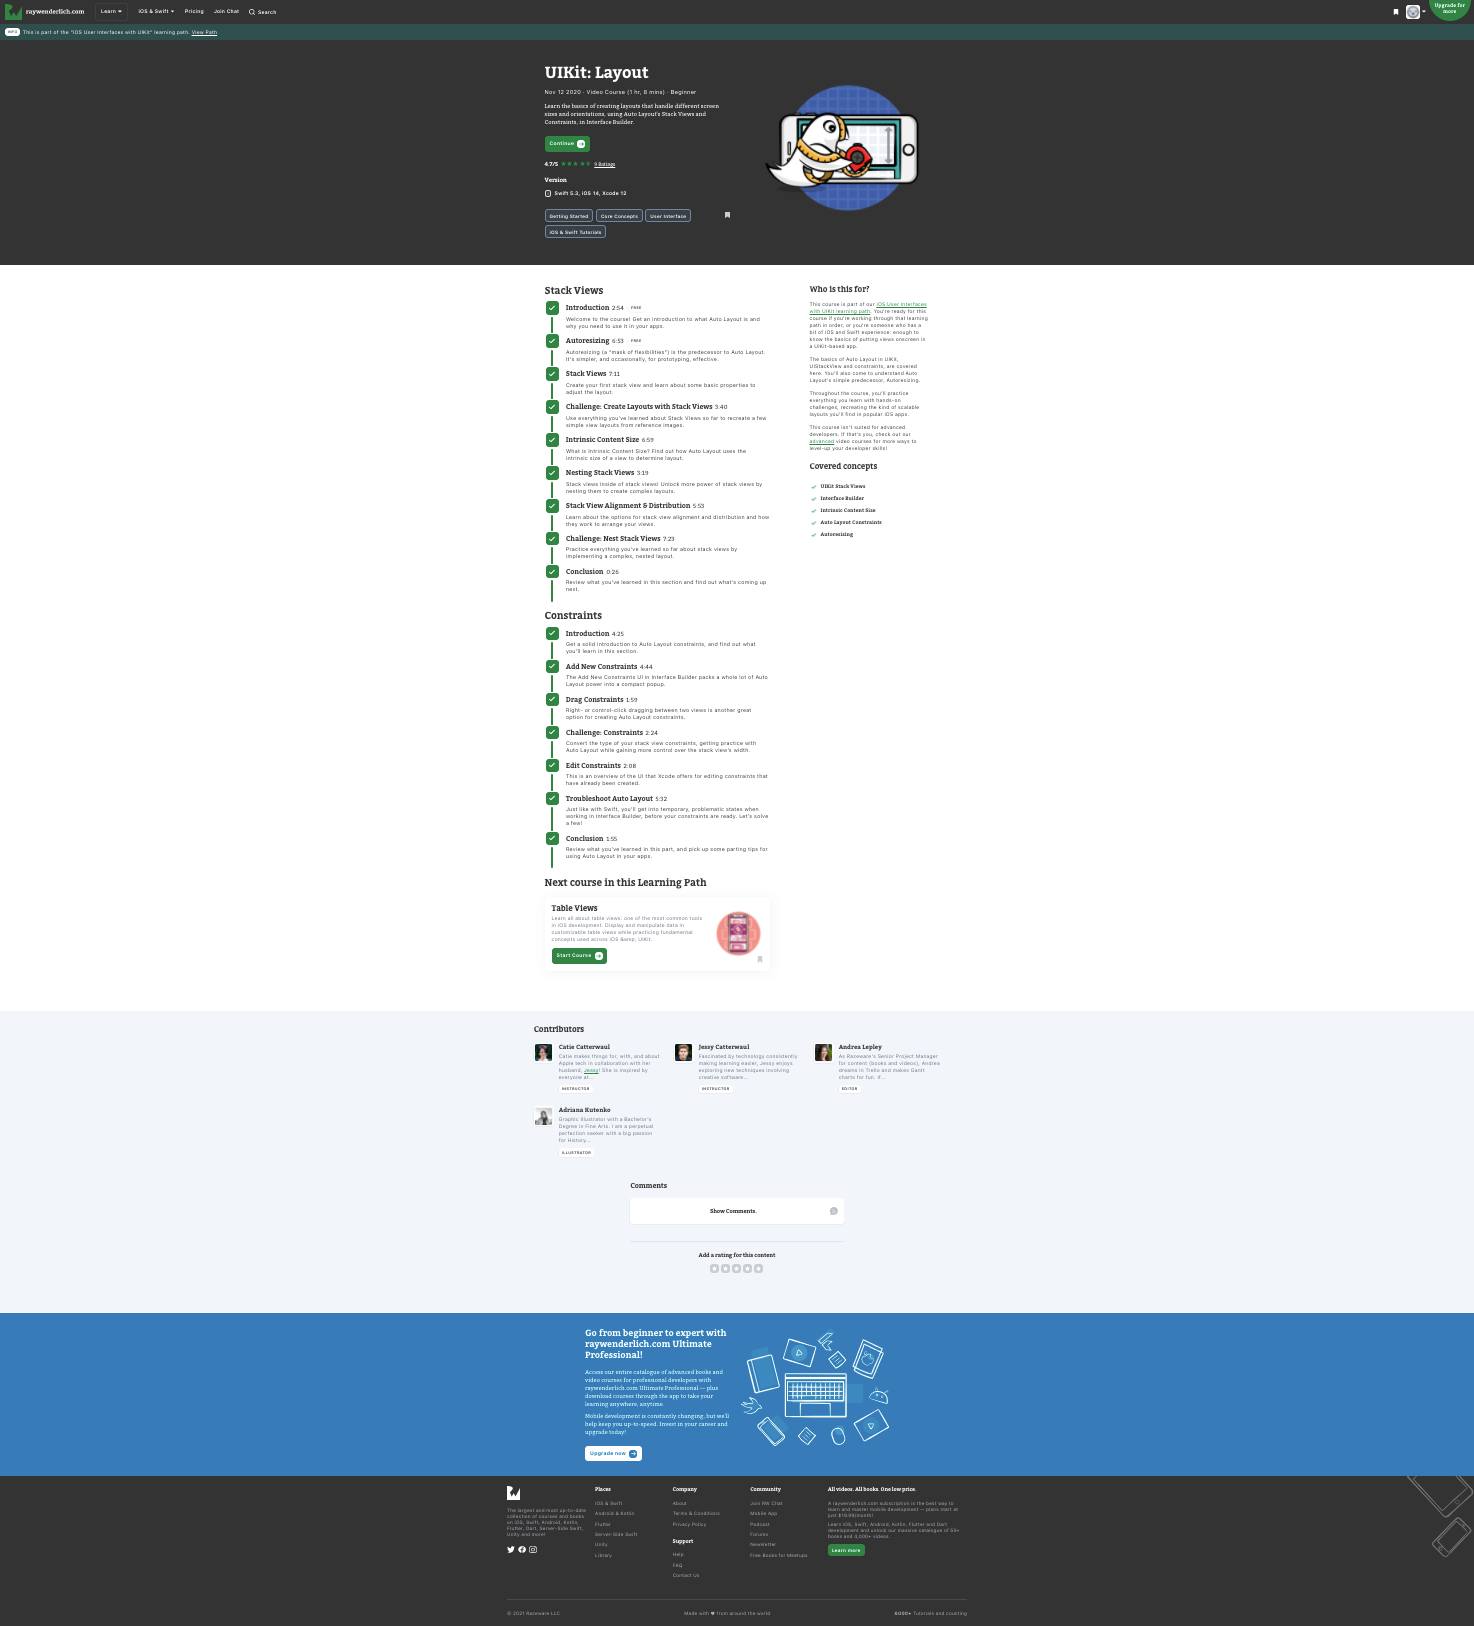 raywenderlich.com
Learn
iOS & Swift
Pricing
Join Chat
Search
Upgrade for
more
INFO
This is part of the "iOS User Interfaces with UIKit" learning path. View Path
UIKit: Layout
Nov 12 2020 · Video Course (1 hr, 8 mins) · Beginner
Learn the basics of creating layouts that handle different screen
sizes and orientations, using Auto Layout's Stack Views and
Constraints, in Interface Builder.
Continue
4.7/5 ★★★★★ 9 Ratings
Version
Swift 5.3, iOS 14, Xcode 12
Getting Started
Core Concepts
User Interface
iOS & Swift Tutorials
Stack Views
Introduction 2:54 FREE
Welcome to the course! Get an introduction to what Auto Layout is and
why you need to use it in your apps.
Autoresizing 6:53 FREE
Autoresizing (a "mask of flexibilities") is the predecessor to Auto Layout.
It's simpler, and occasionally, for prototyping, effective.
Stack Views 7:11
Create your first stack view and learn about some basic properties to
adjust the layout.
Challenge: Create Layouts with Stack Views 3:40
Use everything you've learned about Stack Views so far to recreate a few
simple view layouts from reference images.
Intrinsic Content Size 6:59
What is Intrinsic Content Size? Find out how Auto Layout uses the
intrinsic size of a view to determine layout.
Nesting Stack Views 3:19
Stack views inside of stack views! Unlock more power of stack views by
nesting them to create complex layouts.
Stack View Alignment & Distribution 5:53
Learn about the options for stack view alignment and distribution and how
they work to arrange your views.
Challenge: Nest Stack Views 7:23
Practice everything you've learned so far about stack views by
implementing a complex, nested layout.
Conclusion 0:26
Review what you've learned in this section and find out what's coming up
next.
Constraints
Introduction 4:25
Get a solid introduction to Auto Layout constraints, and find out what
you'll learn in this section.
Add New Constraints 4:44
The Add New Constraints UI in Interface Builder packs a whole lot of Auto
Layout power into a compact popup.
Drag Constraints 1:59
Right- or control-click dragging between two views is another great
option for creating Auto Layout constraints.
Challenge: Constraints 2:24
Convert the type of your stack view constraints, getting practice with
Auto Layout while gaining more control over the stack view's width.
Edit Constraints 2:08
This is an overview of the UI that Xcode offers for editing constraints that
have already been created.
Troubleshoot Auto Layout 5:32
Just like with Swift, you'll get into temporary, problematic states when
working in Interface Builder, before your constraints are ready. Let's solve
a few!
Conclusion 1:55
Review what you've learned in this part, and pick up some parting tips for
using Auto Layout in your apps.
Next course in this Learning Path
Table Views
Learn all about table views: one of the most common tools
in iOS development. Display and manipulate data in
customizable table views while practicing fundamental
concepts used across iOS &amp; UIKit.
Start Course
Who is this for?
This course is part of our iOS User Interfaces
with UIKit learning path. You're ready for this
course if you're working through that learning
path in order, or you're someone who has a
bit of iOS and Swift experience: enough to
know the basics of putting views onscreen in
a UIKit-based app.
The basics of Auto Layout in UIKit,
UIStackView and constraints, are covered
here. You'll also come to understand Auto
Layout's simple predecessor, Autoresizing.
Throughout the course, you'll practice
everything you learn with hands-on
challenges, recreating the kind of scalable
layouts you'll find in popular iOS apps.
This course isn't suited for advanced
developers. If that's you, check out our
advanced video courses for more ways to
level-up your developer skills!
Covered concepts
UIKit Stack Views
Interface Builder
Intrinsic Content Size
Auto Layout Constraints
Autoresizing
Contributors
Catie Catterwaul
Catie makes things for, with, and about
Apple tech in collaboration with her
husband, Jessy! She is inspired by
everyone at...
INSTRUCTOR
Jessy Catterwaul
Fascinated by technology consistently
making learning easier, Jessy enjoys
exploring new techniques involving
creative software...
INSTRUCTOR
Andrea Lepley
As Razeware's Senior Project Manager
for content (books and videos), Andrea
dreams in Trello and makes Gantt
charts for fun. If...
EDITOR
Adriana Kutenko
Graphic Illustrator with a Bachelor's
Degree in Fine Arts. I am a perpetual
perfection seeker with a big passion
for History...
ILLUSTRATOR
Comments
Show Comments.
Add a rating for this content
Go from beginner to expert with
raywenderlich.com Ultimate
Professional!
Access our entire catalogue of advanced books and
video courses for professional developers with
raywenderlich.com Ultimate Professional — plus
download courses through the app to take your
learning anywhere, anytime.
Mobile development is constantly changing, but we'll
help keep you up-to-speed. Invest in your career and
upgrade today!
Upgrade now
The largest and most up-to-date
collection of courses and books
on iOS, Swift, Android, Kotlin,
Flutter, Dart, Server-Side Swift,
Unity and more!
Places
iOS & Swift
Android & Kotlin
Flutter
Server-Side Swift
Unity
Library
Company
About
Terms & Conditions
Privacy Policy
Support
Help
FAQ
Contact Us
Community
Join RW Chat
Mobile App
Podcast
Forums
Newsletter
Free Books for Meetups
All videos. All books. One low price.
A raywenderlich.com subscription is the best way to
learn and master mobile development — plans start at
just $19.99/month!
Learn iOS, Swift, Android, Kotlin, Flutter and Dart
development and unlock our massive catalogue of 50+
books and 4,000+ videos.
Learn more
© 2021 Razeware LLC
Made with ♥ from around the world
6000+ Tutorials and counting